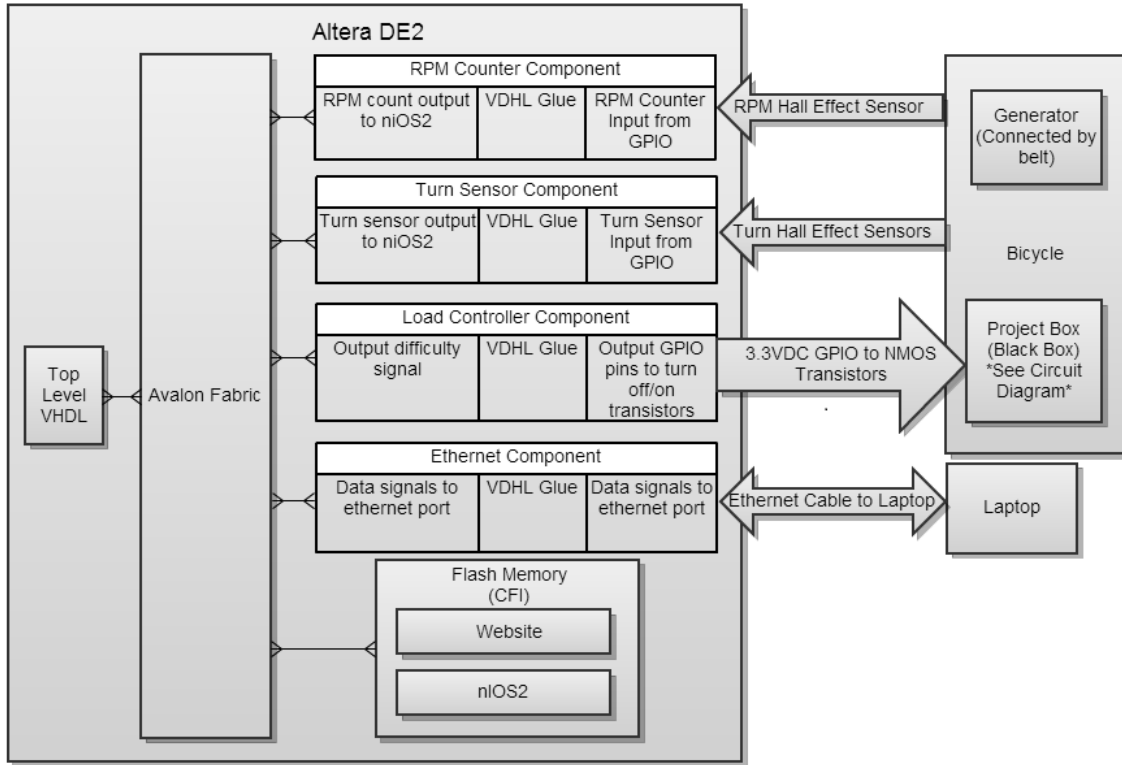 Altera DE2
RPM Counter Component
RPM count output
to niOS2
VDHL Glue
RPM Counter
Input from
GPIO
Turn Sensor Component
Turn sensor output
to niOS2
VDHL Glue
Turn Sensor
Input from
GPIO
Load Controller Component
Output difficulty
signal
VDHL Glue
Output GPIO
pins to turn
off/on
transistors
Ethernet Component
Data signals to
ethernet port
VDHL Glue
Data signals to
ethernet port
Flash Memory
(CFI)
Website
nIOS2
Top
Level
VHDL
Avalon Fabric
RPM Hall Effect Sensor
Turn Hall Effect Sensors
3.3VDC GPIO to NMOS
Transistors
.
Ethernet Cable to Laptop
Generator
(Connected by
belt)
Bicycle
Project Box
(Black Box)
*See Circuit
Diagram*
Laptop